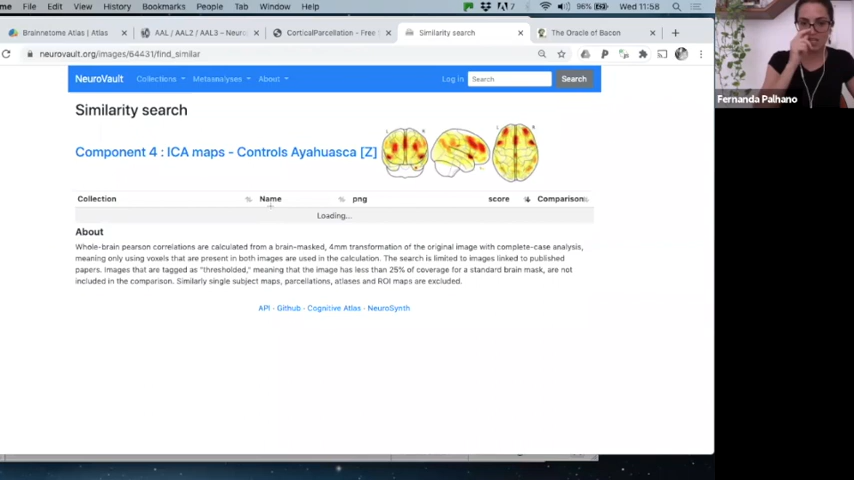 me File Edit View History Bookmarks People Tab Window Help 7 96% Wed 11:58
Brainnetome Atlas | Atlas × AAL / AAL2 / AAL3 – Neuro × CorticalParcellation - Free S × Similarity search × The Oracle of Bacon × +
neurovault.org/images/64431/find_similar
NeuroVault Collections Metaanalyses About Log in Search Search
Fernanda Palhano
Similarity search
L R L R
Component 4 : ICA maps - Controls Ayahuasca [Z]
Collection Name png score Comparison
Loading...
About
Whole-brain pearson correlations are calculated from a brain-masked, 4mm transformation of the original image with complete-case analysis,
meaning only using voxels that are present in both images are used in the calculation. The search is limited to images linked to published
papers. Images that are tagged as "thresholded," meaning that the image has less than 25% of coverage for a standard brain mask, are not
included in the comparison. Similarly single subject maps, parcellations, atlases and ROI maps are excluded.
API · Github · Cognitive Atlas · NeuroSynth